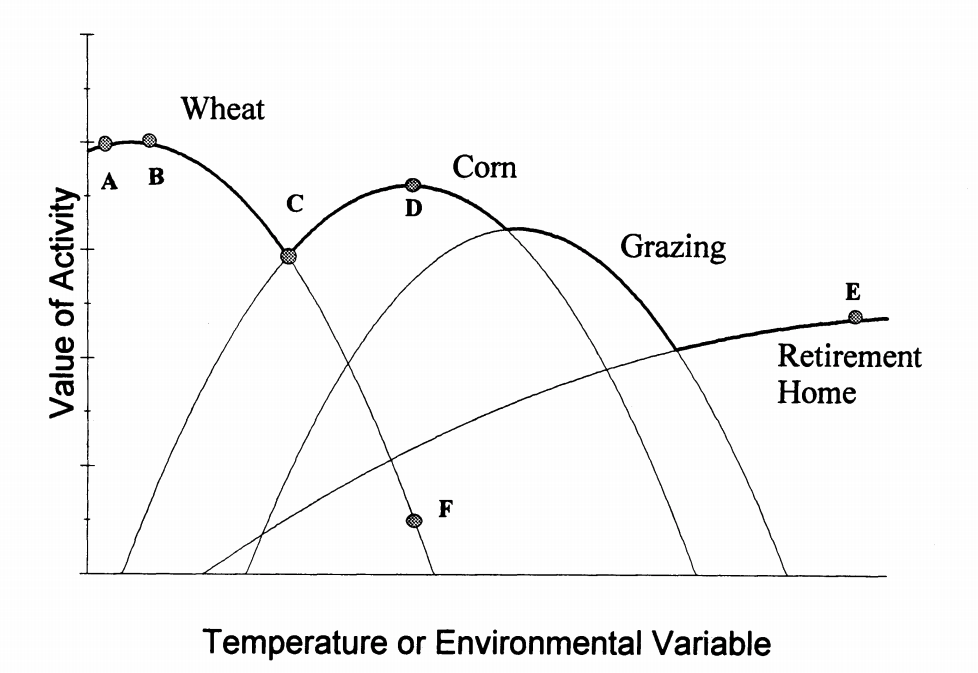 Wheat
A
B
C
Corn
D
Grazing
E
Retirement
Home
F
Value of Activity
Temperature or Environmental Variable